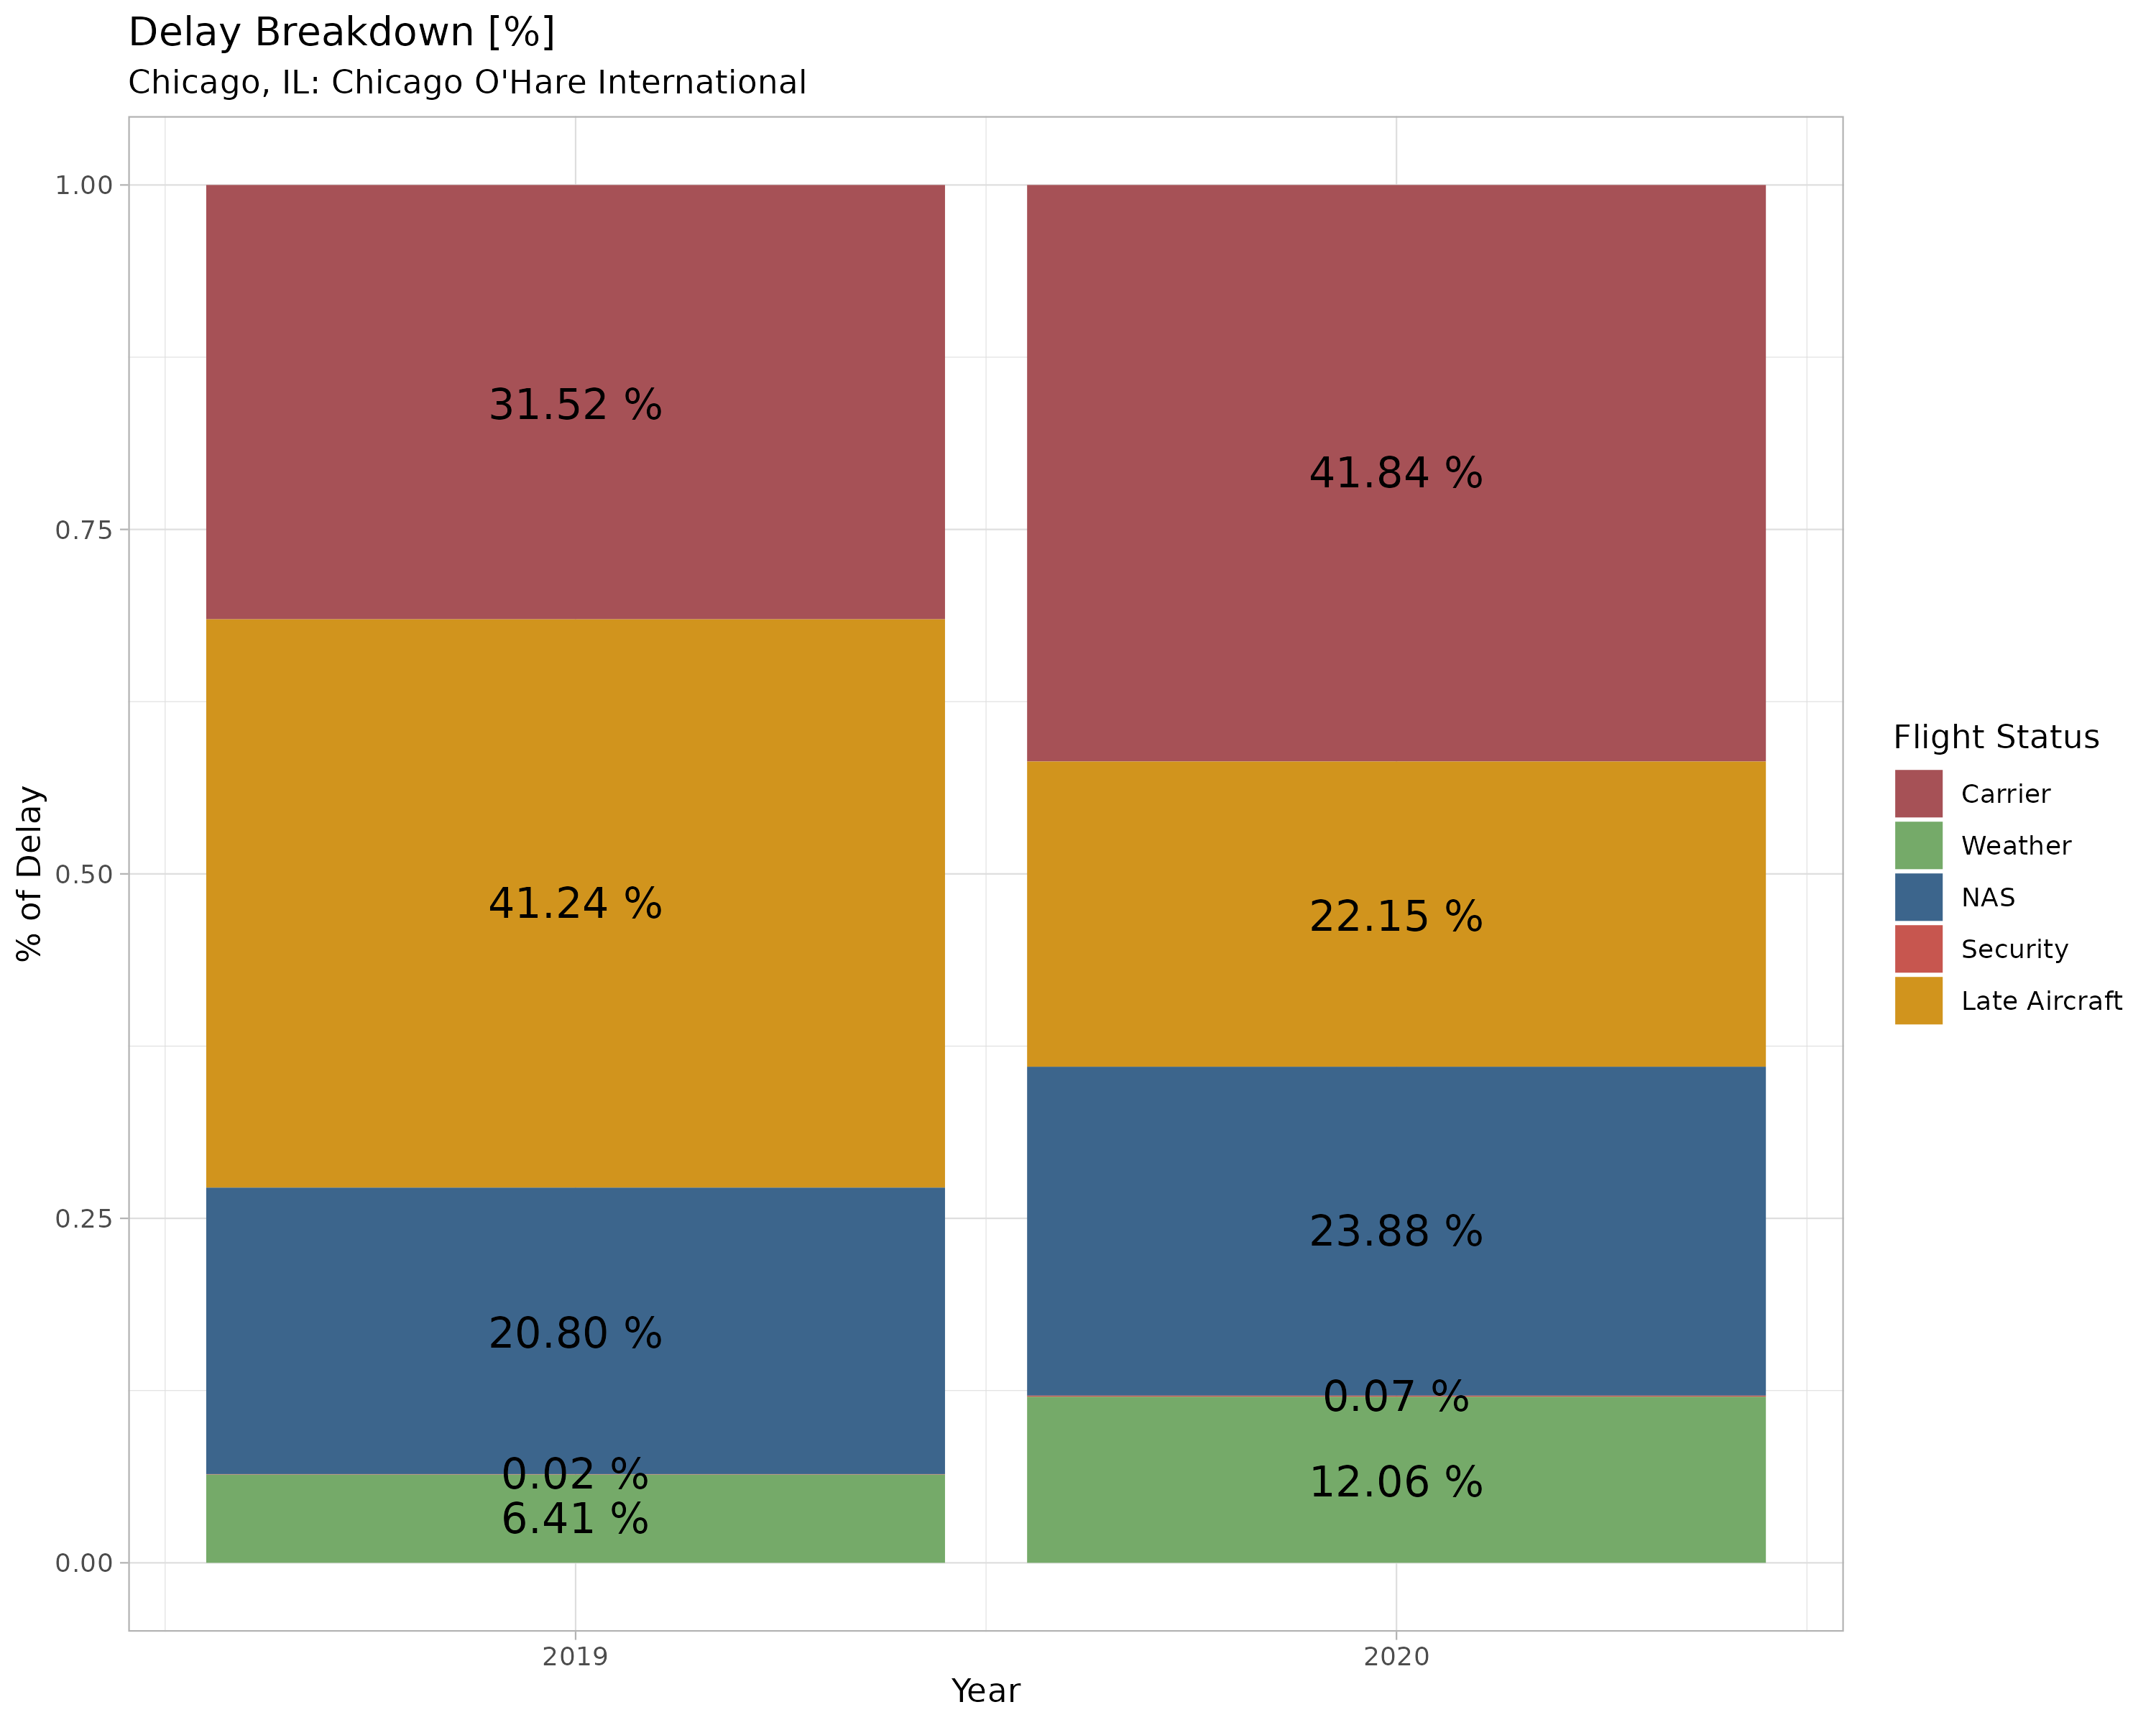 Delay Breakdown [%]
Chicago, IL: Chicago O'Hare International
% of Delay
1.00
0.75
0.50
0.25
0.00
31.52 %
41.24 %
20.80 %
0.02 %
6.41 %
41.84 %
22.15 %
23.88 %
0.07 %
12.06 %
2019
2020
Year
Flight Status
Carrier
Weather
NAS
Security
Late Aircraft